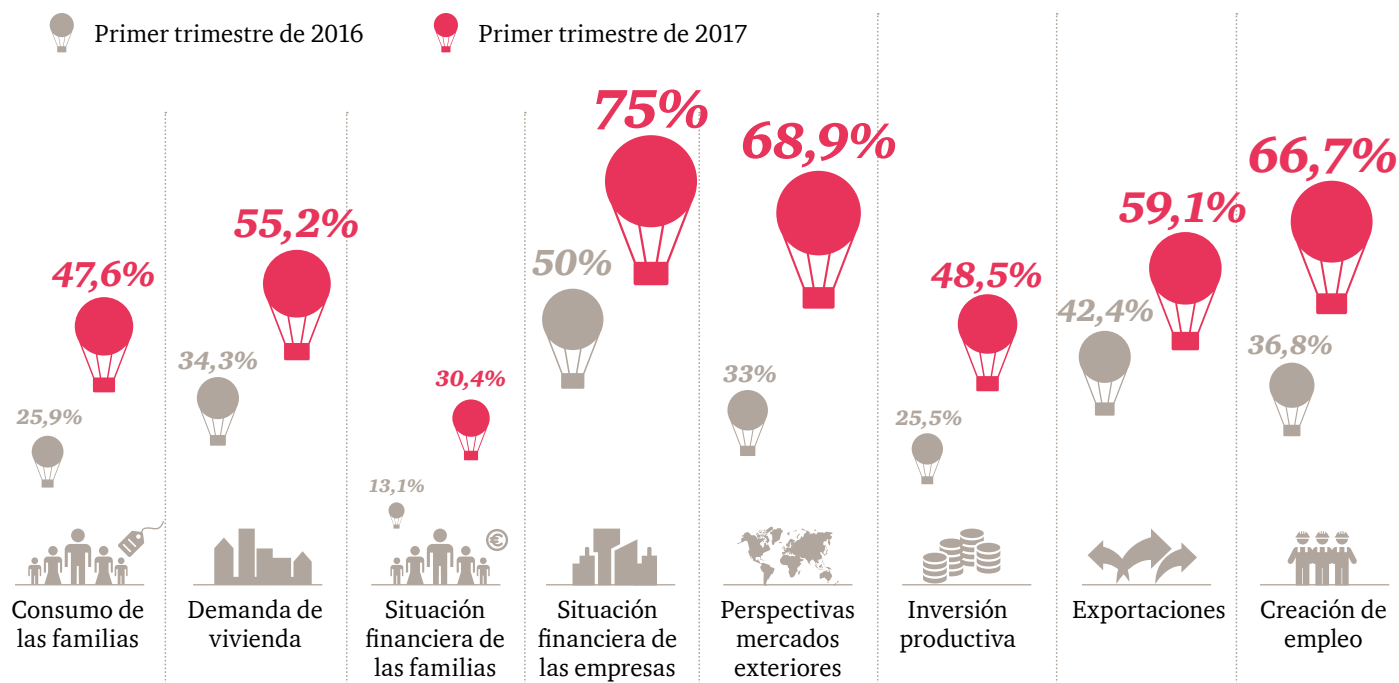 Primer trimestre de 2016
Primer trimestre de 2017
47,6%
25,9%
Consumo de
las familias
55,2%
34,3%
Demanda de
vivienda
30,4%
13,1%
€
Situación
financiera de
las familias
75%
50%
Situación
financiera de
las empresas
68,9%
33%
Perspectivas
mercados
exteriores
48,5%
25,5%
Inversión
productiva
59,1%
42,4%
Exportaciones
66,7%
36,8%
Creación de
empleo